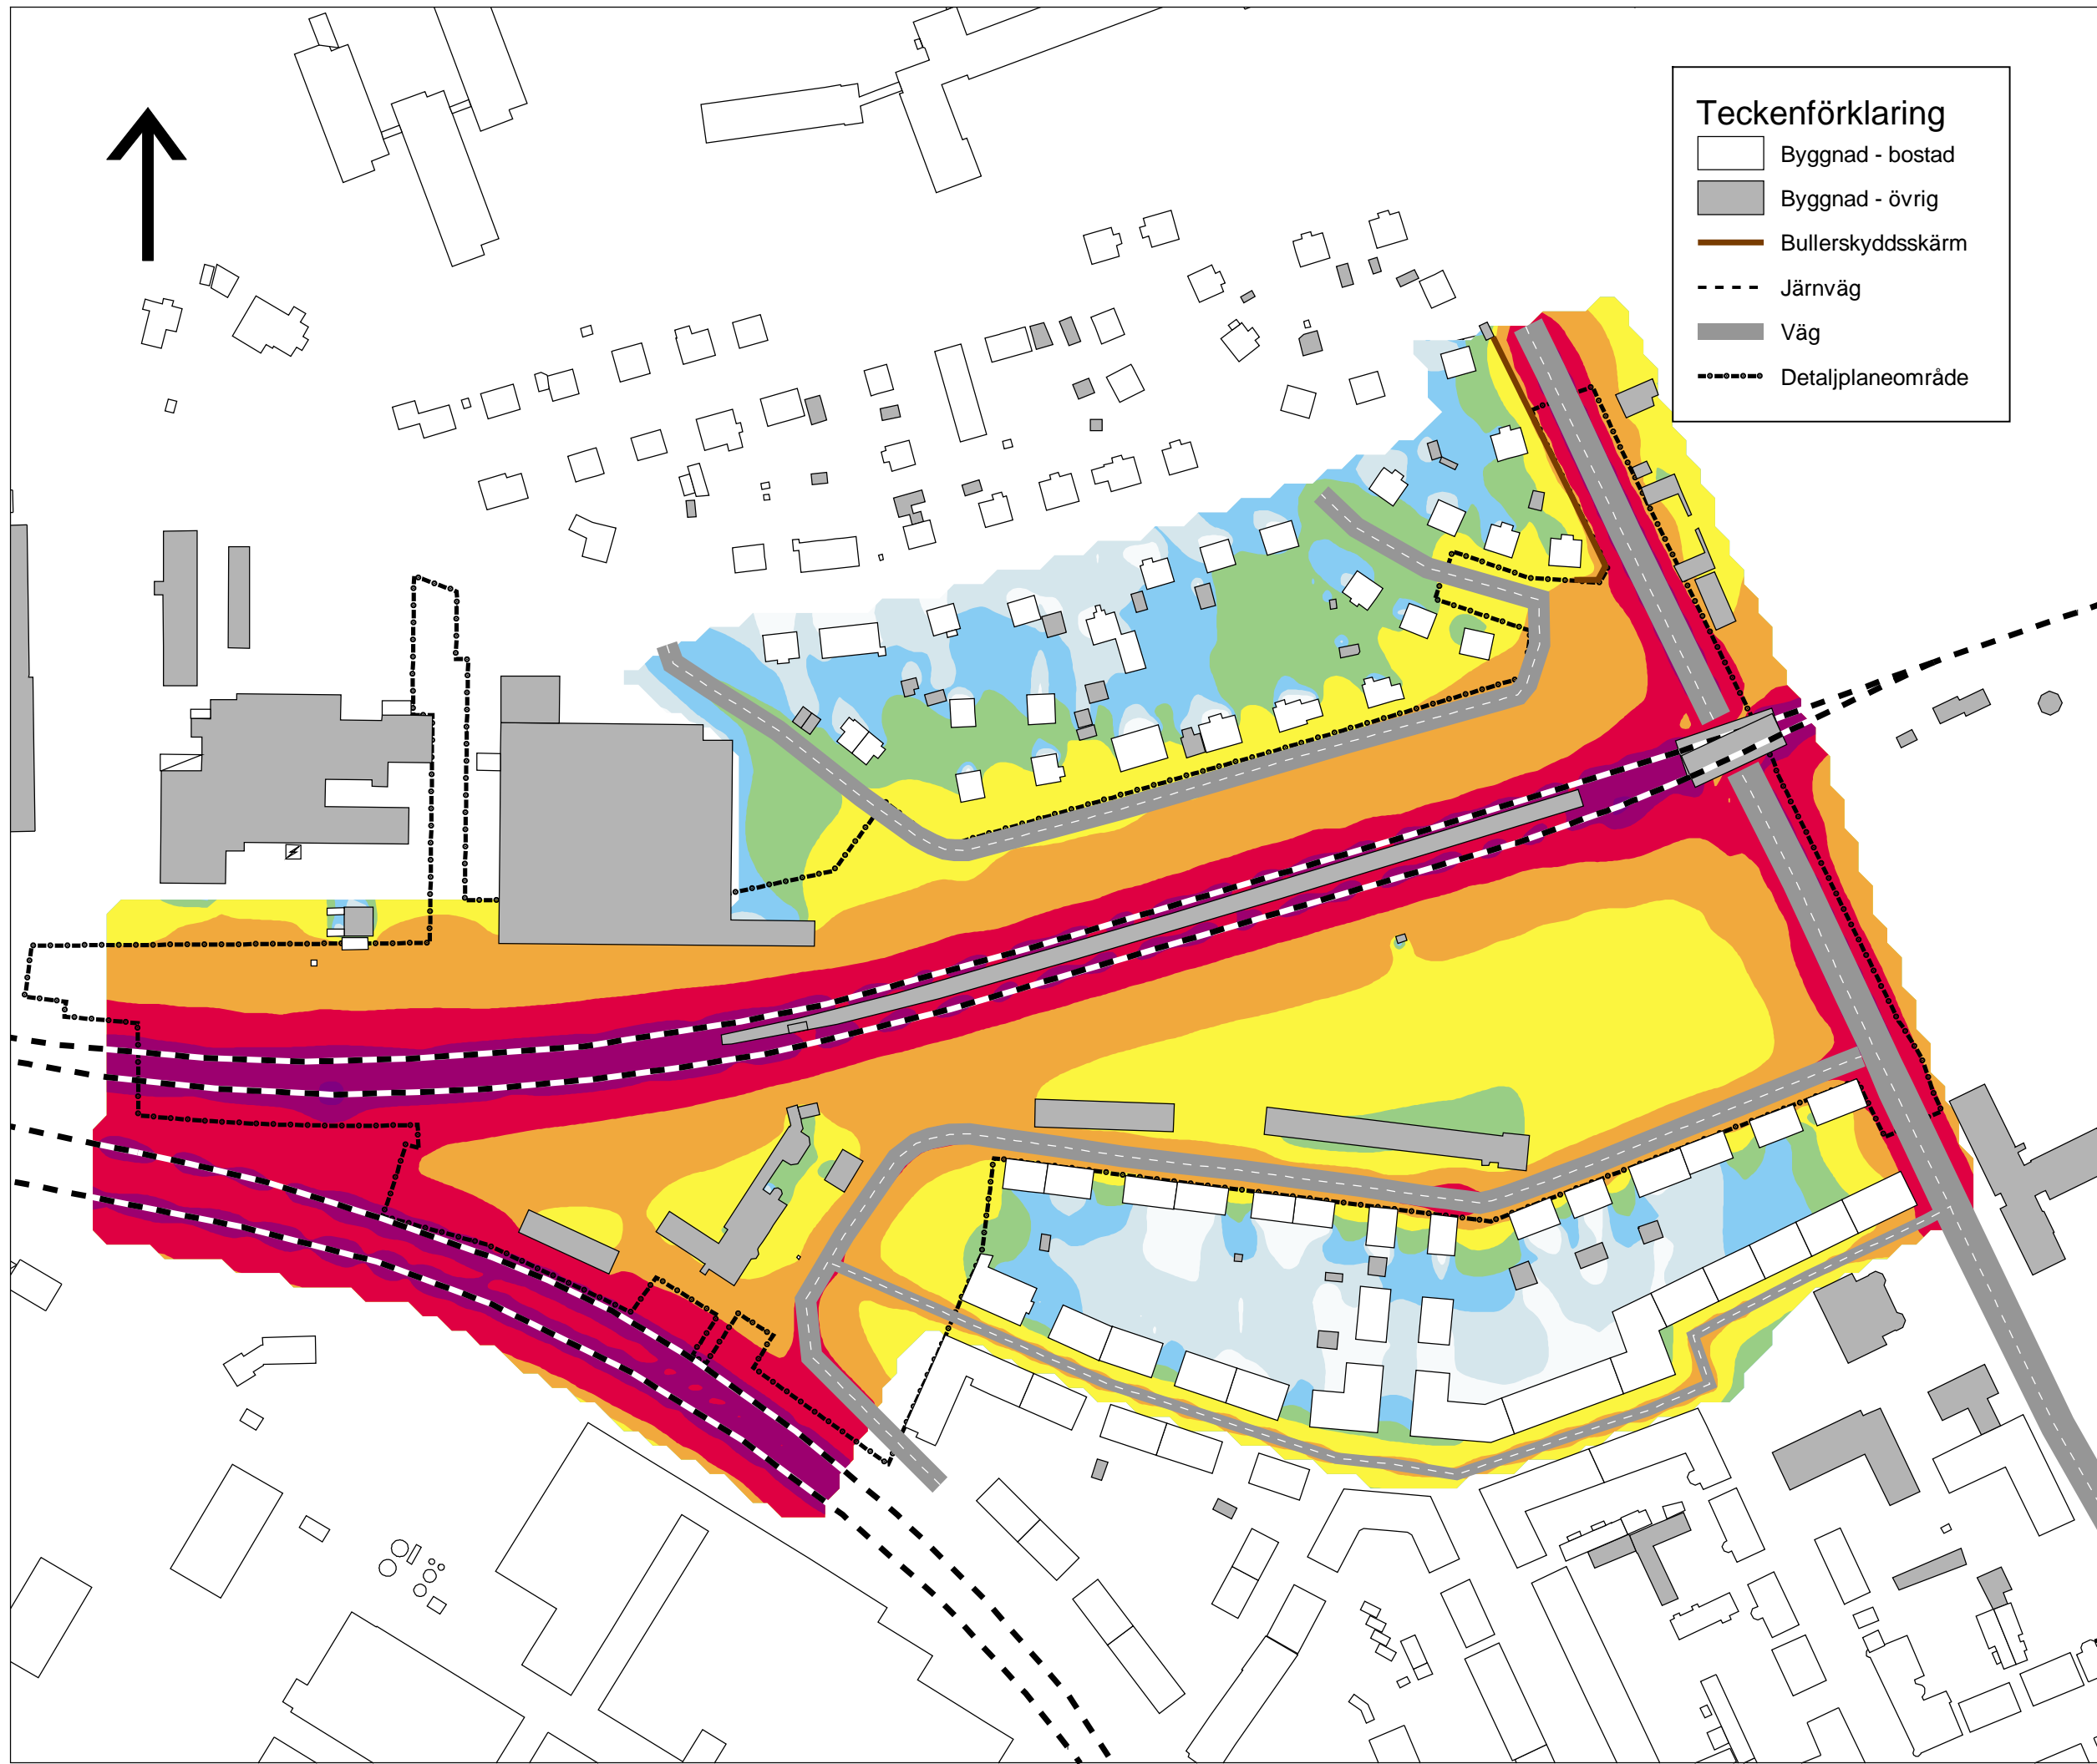 Teckenförklaring
Byggnad - bostad
Byggnad - övrig
Bullerskyddsskärm
Järnväg
Väg
Detaljplaneområde